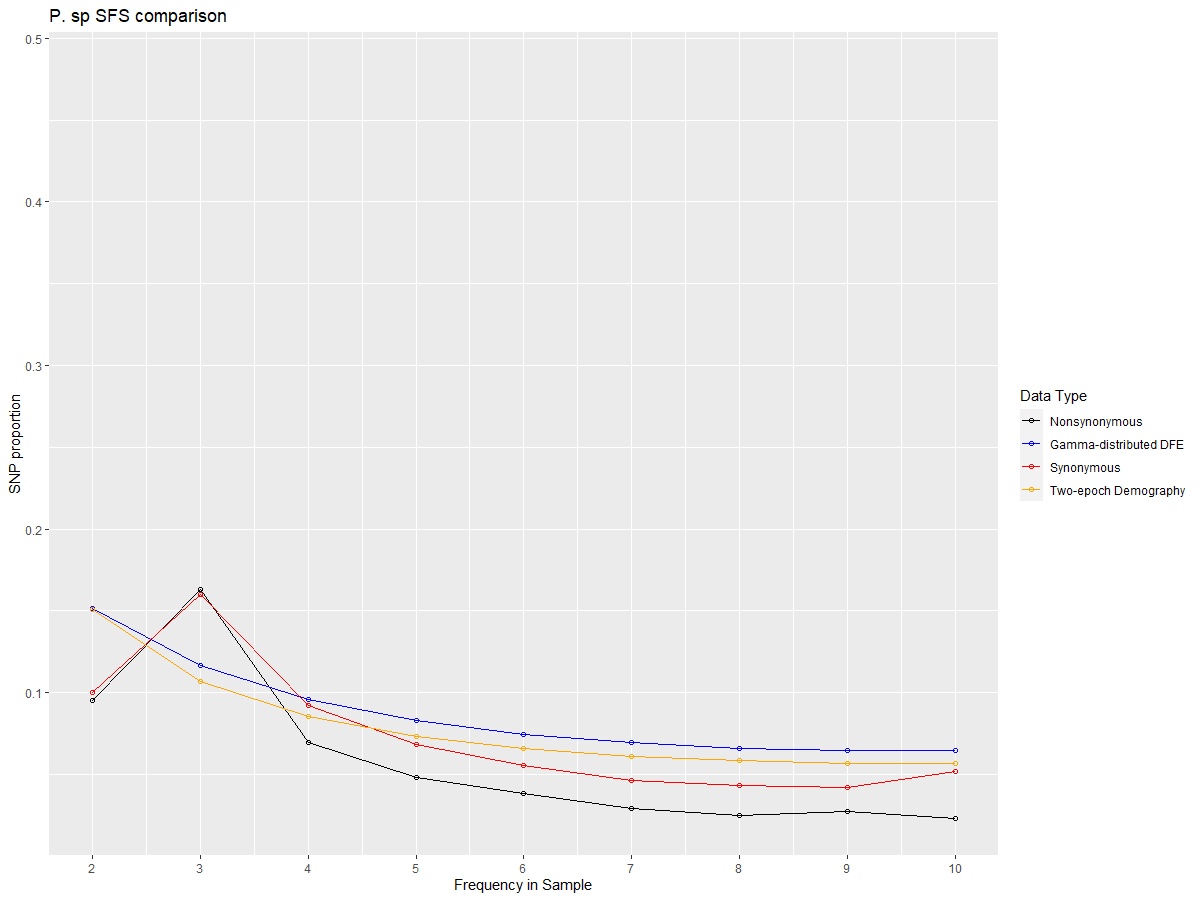 P. sp SFS comparison
0.5
0.4
0.3
0.2
0.1
SNP proportion
2 3 4 5 6 7 8 9 10
Frequency in Sample
Data Type
Nonsynonymous
Gamma-distributed DFE
Synonymous
Two-epoch Demography